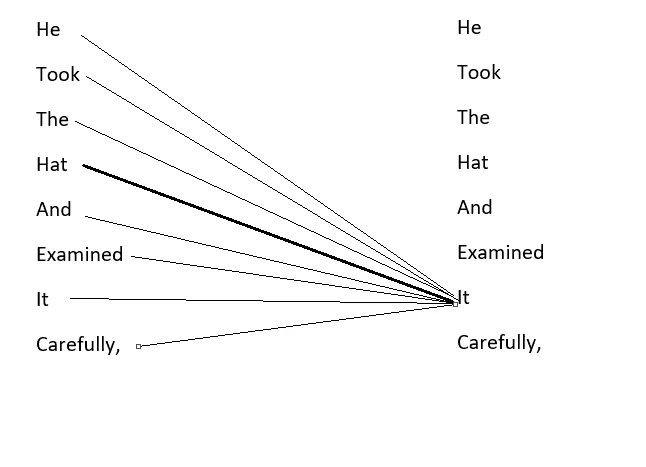 He He
Took Took
The The
Hat Hat
And And
Examined Examined
It It
Carefully, Carefully,